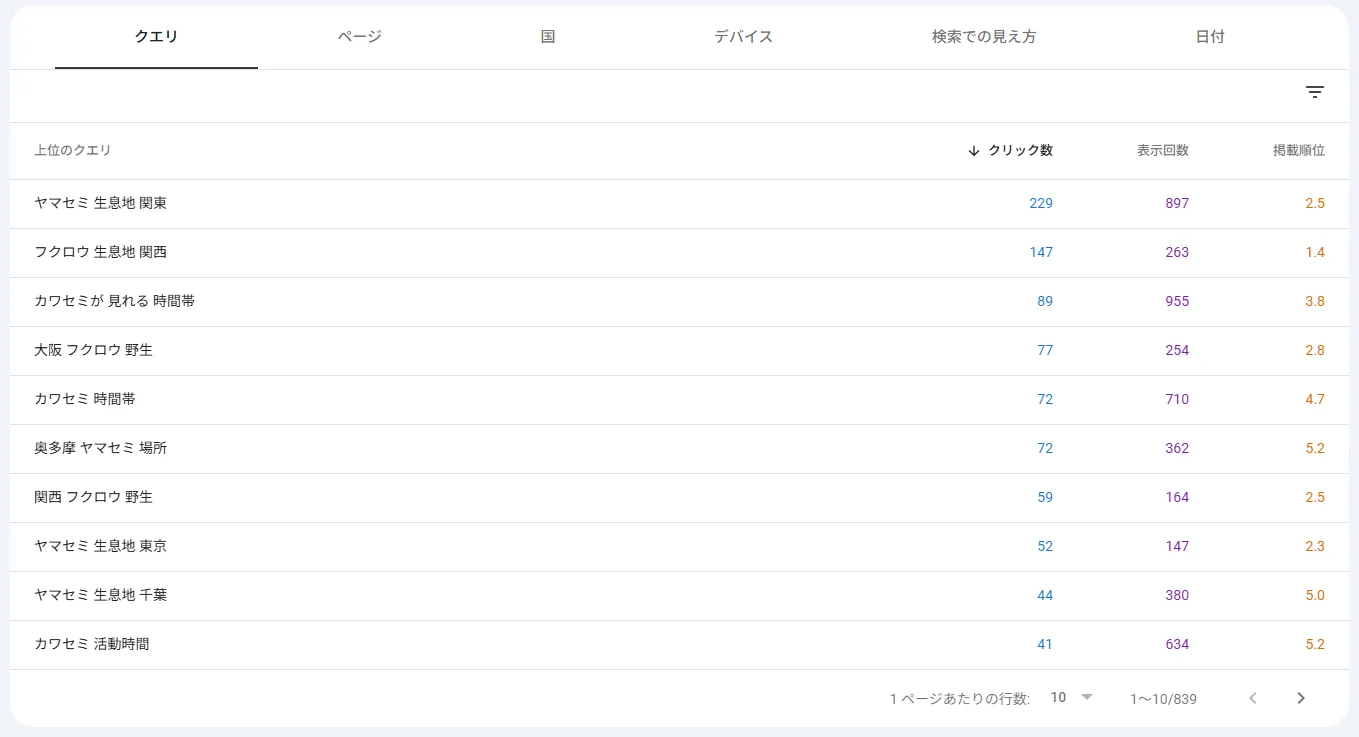 クエリ ページ 国 デバイス 検索での見え方 日付
上位のクエリ クリック数 表示回数 掲載順位
ヤマセミ 生息地 関東 229 897 2.5
フクロウ 生息地 関西 147 263 1.4
カワセミが 見れる 時間帯 89 955 3.8
大阪 フクロウ 野生 77 254 2.8
カワセミ 時間帯 72 710 4.7
奥多摩 ヤマセミ 場所 72 362 5.2
関西 フクロウ 野生 59 164 2.5
ヤマセミ 生息地 東京 52 147 2.3
ヤマセミ 生息地 千葉 44 380 5.0
カワセミ 活動時間 41 634 5.2
1 ページあたりの行数: 10 1～10/839